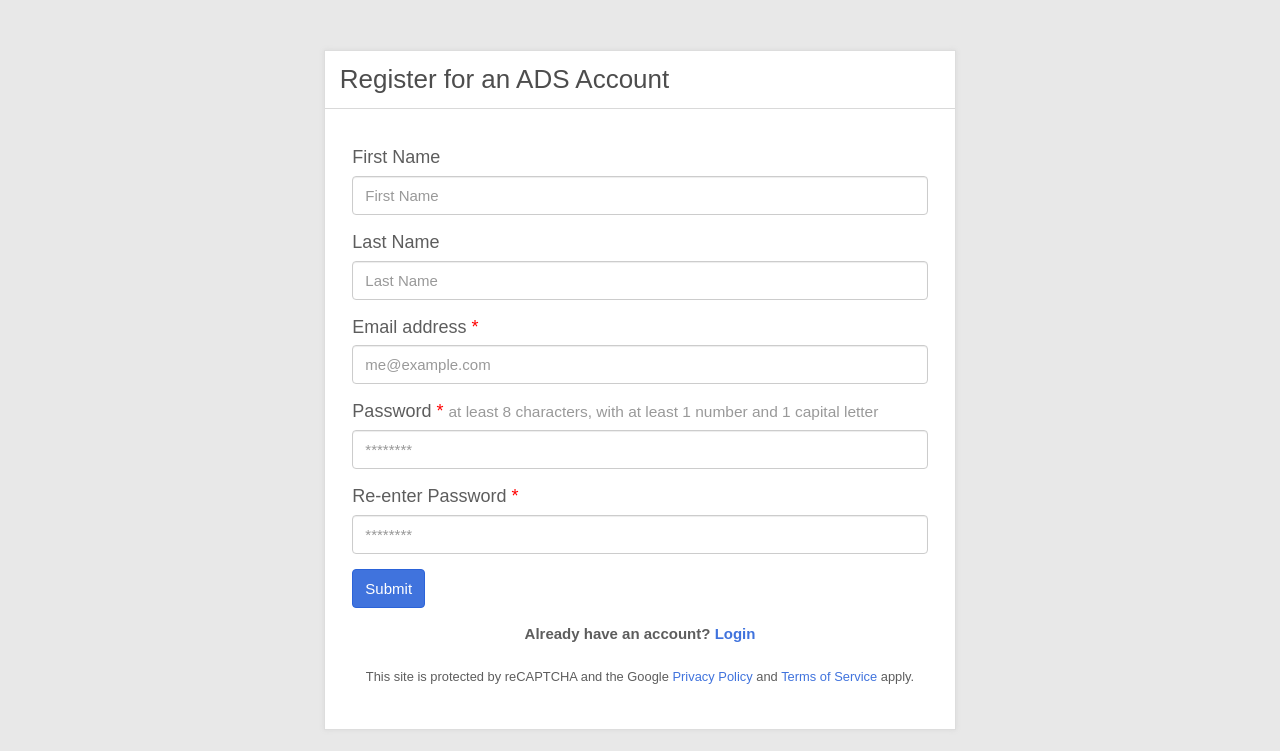 Register for an ADS Account
First Name
First Name
Last Name
Last Name
Email address *
me@example.com
Password * at least 8 characters, with at least 1 number and 1 capital letter
********
Re-enter Password *
********
Submit
Already have an account? Login
This site is protected by reCAPTCHA and the Google Privacy Policy and Terms of Service apply.